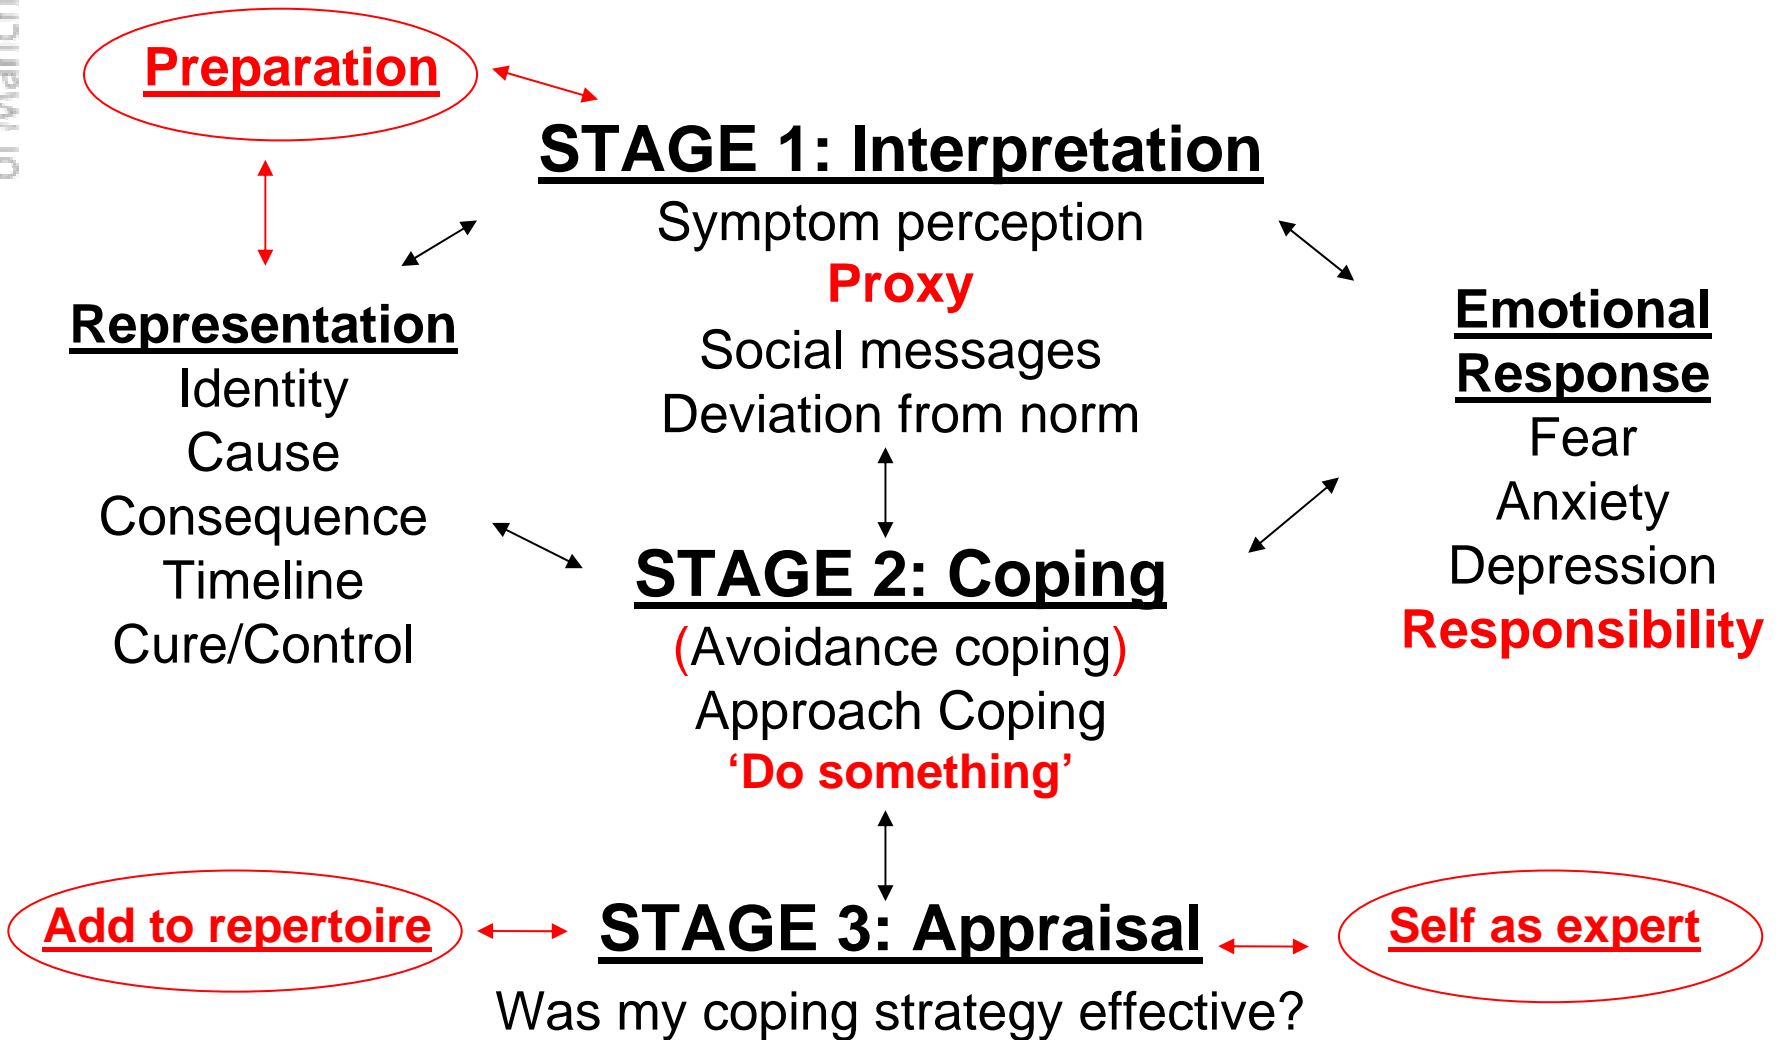 Preparation
STAGE 1: Interpretation
Symptom perception
Proxy
Social messages
Deviation from norm
Representation
Identity
Cause
Consequence
Timeline
Cure/Control
Emotional
Response
Fear
Anxiety
Depression
Responsibility
STAGE 2: Coping
(Avoidance coping)
Approach Coping
‘Do something’
Add to repertoire
STAGE 3: Appraisal
Self as expert
Was my coping strategy effective?